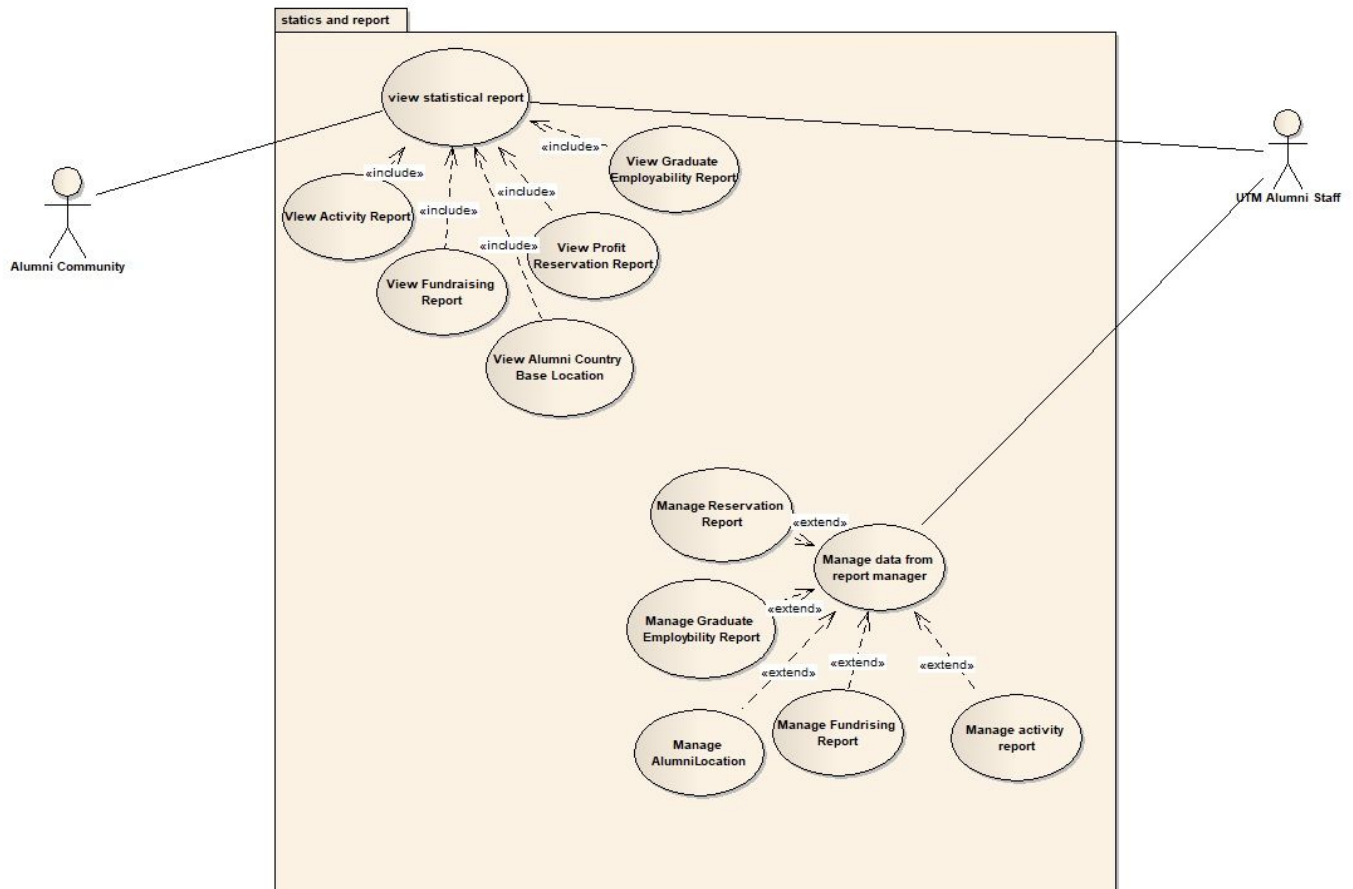 statics and report
view statistical report
«include»
View Graduate
Employability Report
«include»
VIew Activity Report
«include»
«include»
«include»
View Profit
Reservation Report
View Fundraising
Report
View Alumni Country
Base Location
Alumni Community
UTM Alumni Staff
Manage Reservation
Report
«extend»
Manage data from
report manager
«extend»
Manage Graduate
Employbility Report
«extend»
«extend»
«extend»
Manage
AlumniLocation
Manage Fundrising
Report
Manage activity
report